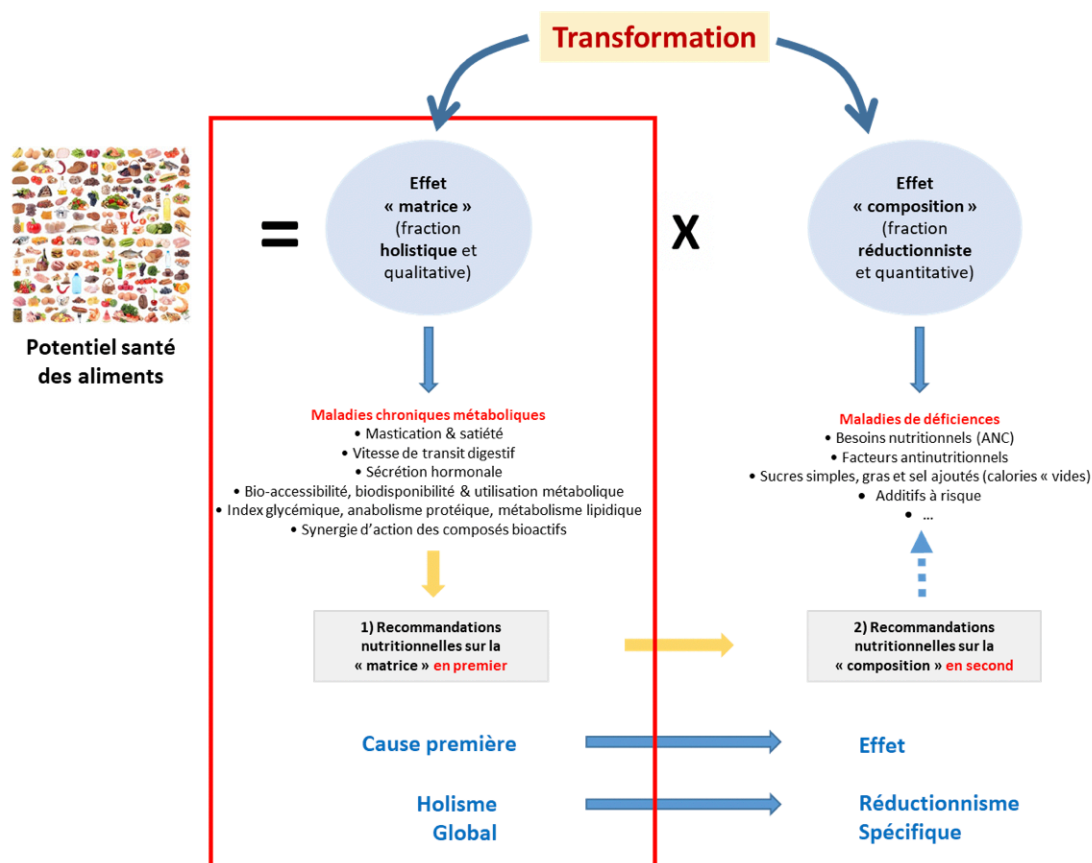 Transformation
Potentiel santé
des aliments
=
Effet
« matrice »
(fraction
holistique et
qualitative)
X
Effet
« composition »
(fraction
réductionniste
et quantitative)
Maladies chroniques métaboliques
• Mastication & satiété
• Vitesse de transit digestif
• Sécrétion hormonale
• Bio-accessibilité, biodisponibilité & utilisation métabolique
• Index glycémique, anabolisme protéique, métabolisme lipidique
• Synergie d’action des composés bioactifs
Maladies de déficiences
• Besoins nutritionnels (ANC)
• Facteurs antinutritionnels
• Sucres simples, gras et sel ajoutés (calories « vides)
• Additifs à risque
• ...
1) Recommandations
nutritionnelles sur la
« matrice » en premier
2) Recommandations
nutritionnelles sur la
« composition » en second
Cause première
Effet
Holisme
Global
Réductionnisme
Spécifique